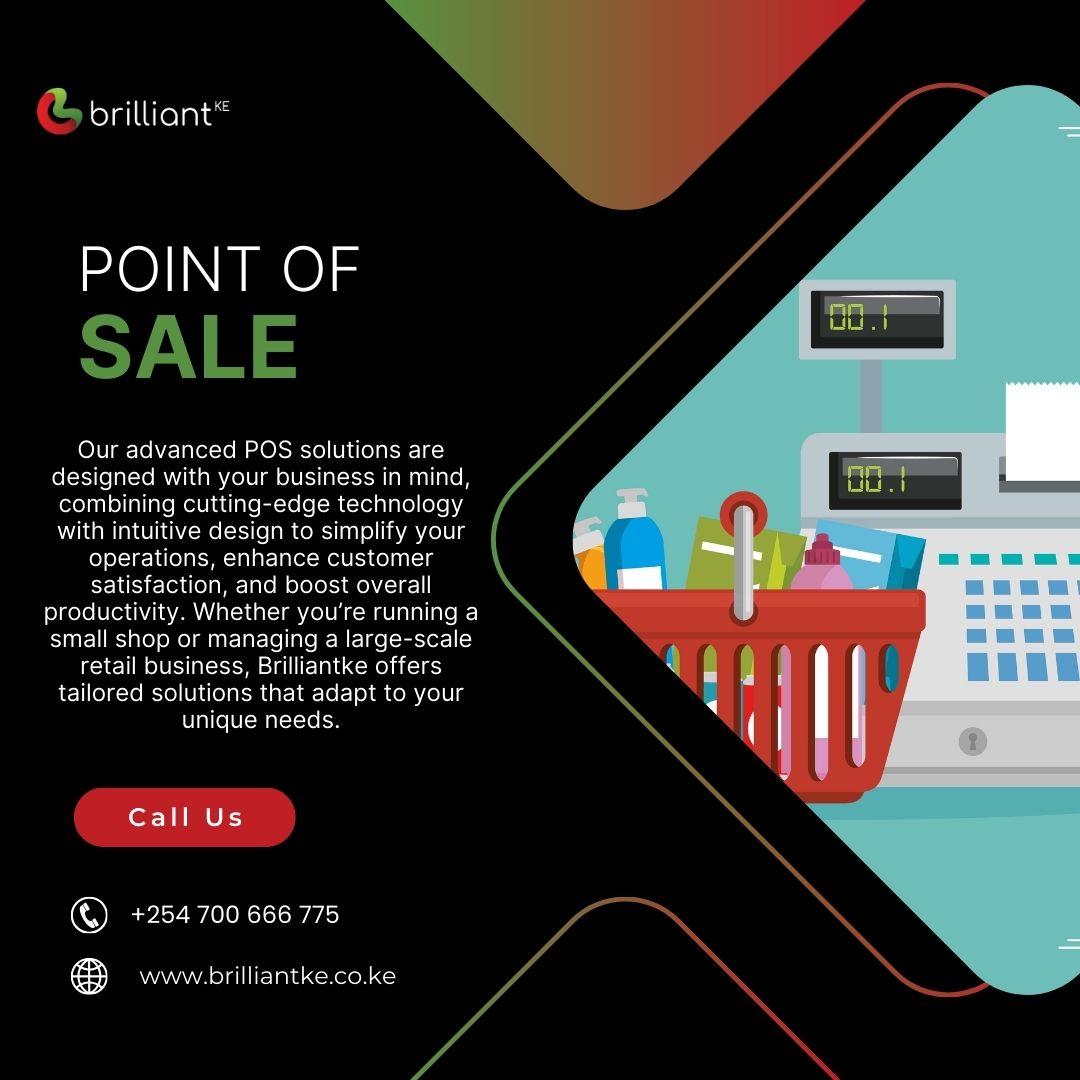 brilliantKE
POINT OF
SALE
Our advanced POS solutions are
designed with your business in mind,
combining cutting-edge technology
with intuitive design to simplify your
operations, enhance customer
satisfaction, and boost overall
productivity. Whether you’re running a
small shop or managing a large-scale
retail business, Brilliantke offers
tailored solutions that adapt to your
unique needs.
Call Us
+254 700 666 775
www.brilliantke.co.ke
00.1
00.1